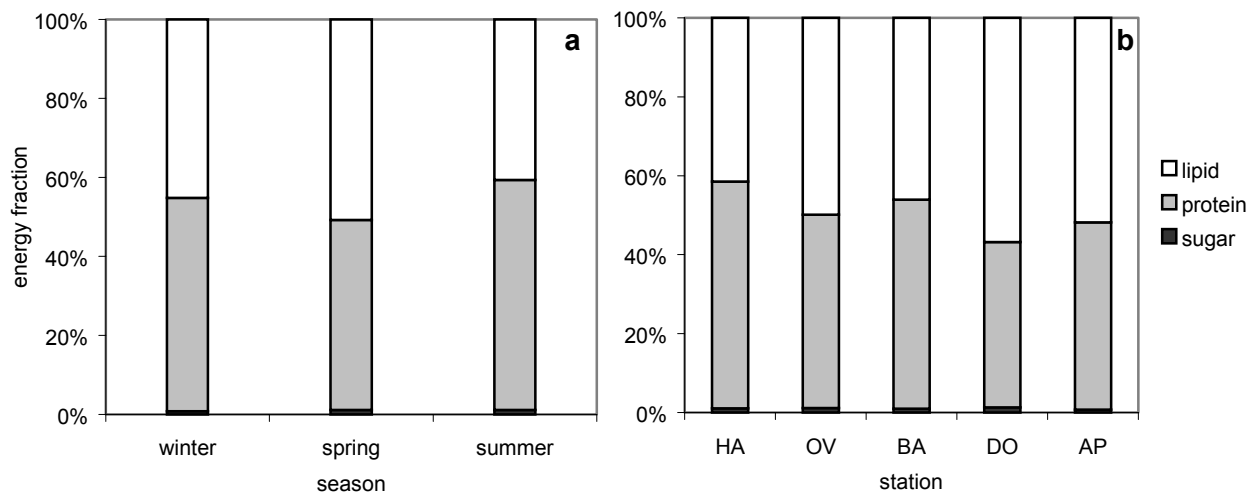 a
100%
80%
60%
40%
20%
0%
energy fraction
winter spring summer
season
b
100%
80%
60%
40%
20%
0%
HA OV BA DO AP
station
lipid
protein
sugar